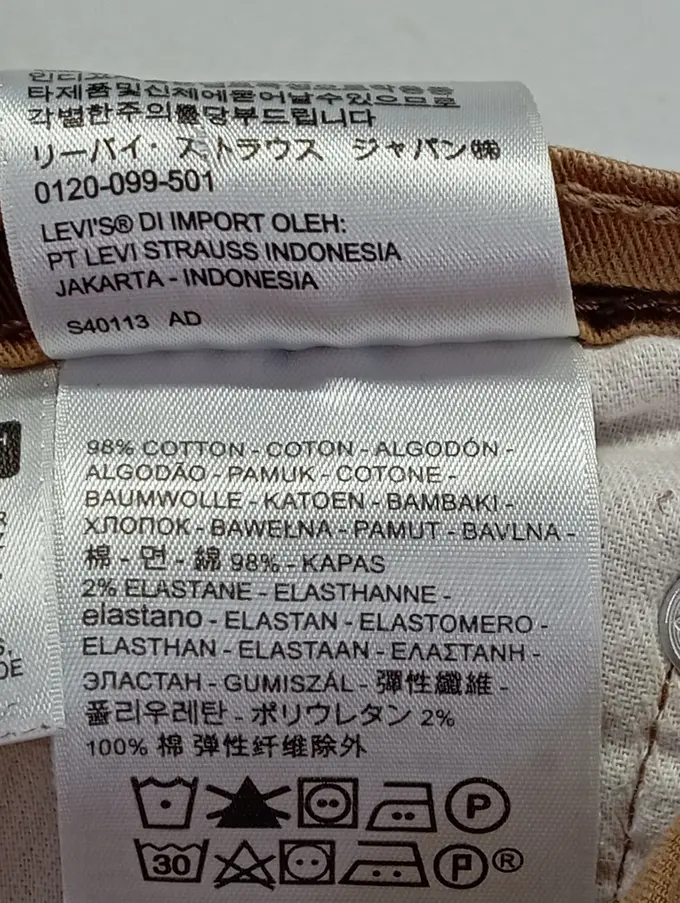 타제품및신체에묻어날수있으므로
각별한주의를당부드립니다
リーバイ・ストラウス ジャパン㈱
0120-099-501
LEVI'S® DI IMPORT OLEH:
PT LEVI STRAUSS INDONESIA
JAKARTA - INDONESIA
S40113 AD
98% COTTON - COTON - ALGODÓN -
ALGODÃO - PAMUK - COTONE -
BAUMWOLLE - KATOEN - BAMBAKI -
ХЛОПОК - BAWEŁNA - PAMUT - BAVLNA -
棉 - 면 - 綿 98% - KAPAS
2% ELASTANE - ELASTHANNE -
elastano - ELASTAN - ELASTOMERO -
ELASTHAN - ELASTAAN - ΕΛΑΣΤΑΝΗ -
ЭЛАСТАН - GUMISZÁL - 彈性纖維 -
폴리우레탄 - ポリウレタン 2%
100% 棉 弹性纤维除外
P
30 P ®